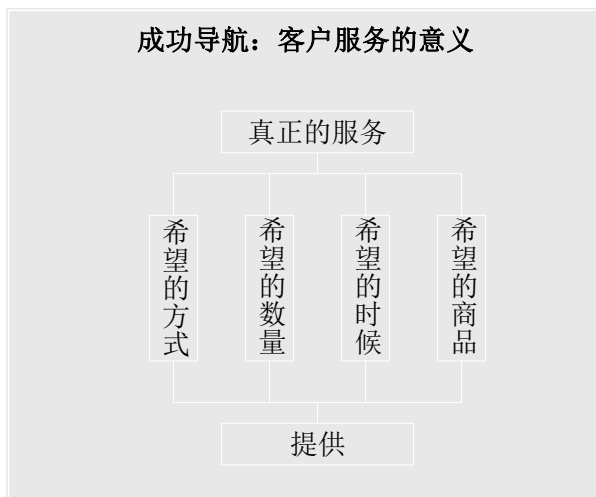 成功导航：客户服务的意义
真正的服务
希望的方式
希望的数量
希望的时候
希望的商品
提供